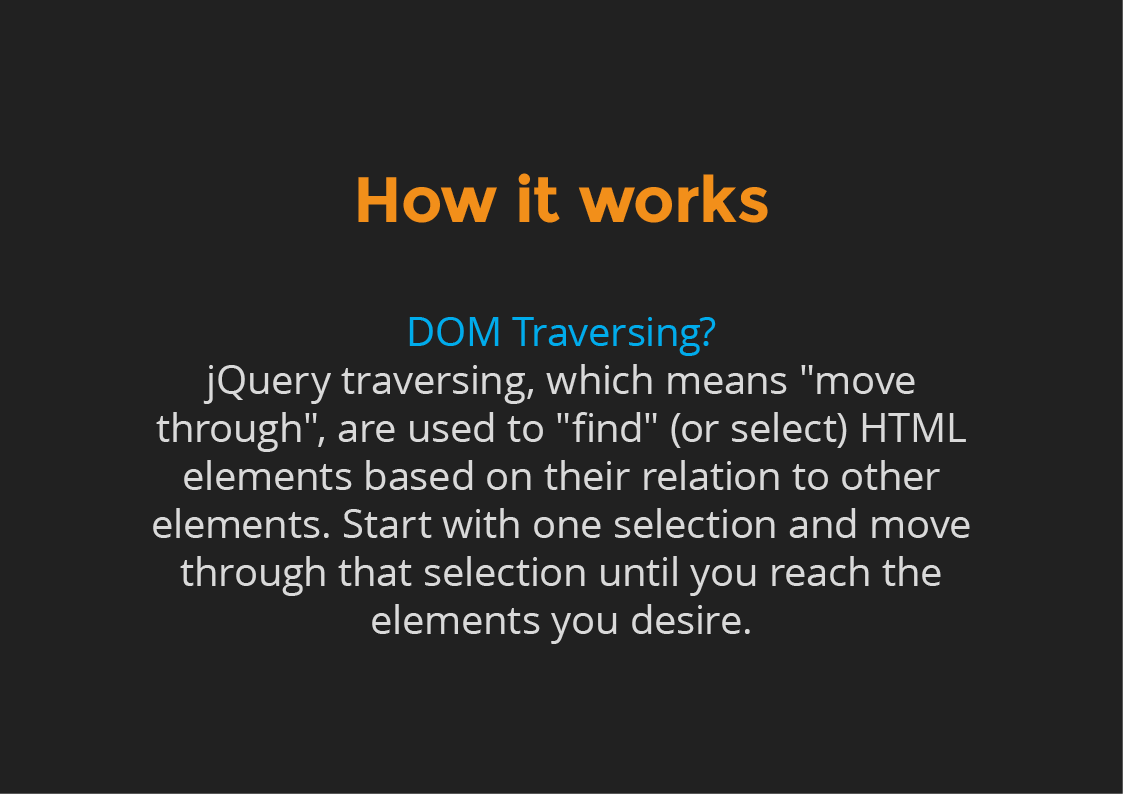 How it works
DOM Traversing?
jQuery traversing, which means "move
through", are used to "find" (or select) HTML
elements based on their relation to other
elements. Start with one selection and move
through that selection until you reach the
elements you desire.